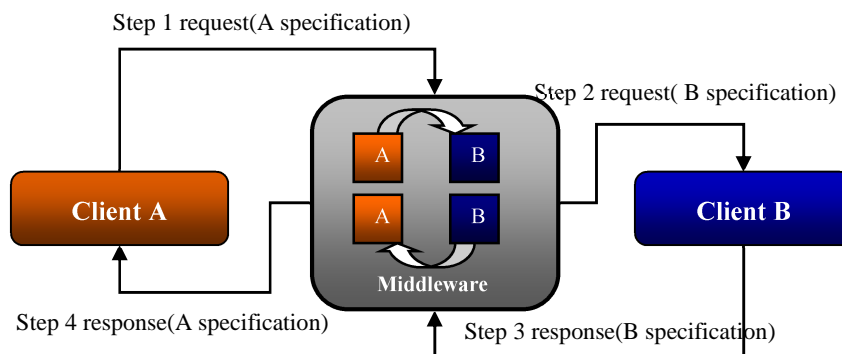 Step 1 request(A specification)
Step 2 request( B specification)
A
B
Client A
A
B
Client B
Middleware
Step 4 response(A specification)
Step 3 response(B specification)